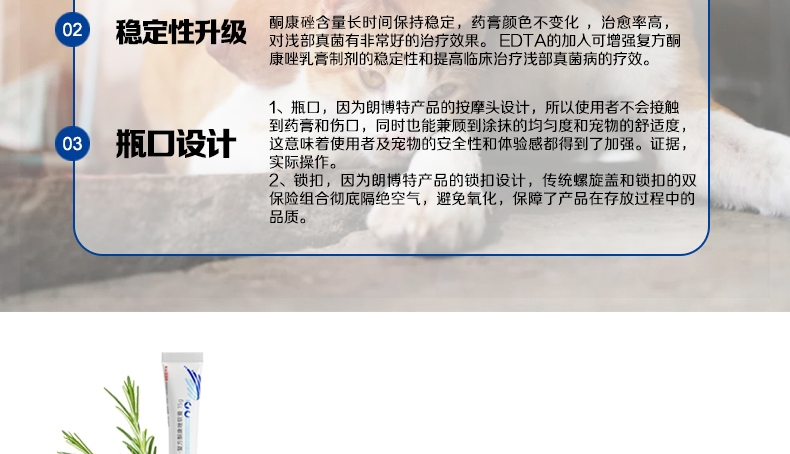 02
稳定性升级
酮康唑含量长时间保持稳定，药膏颜色不变化 ，治愈率高，
对浅部真菌有非常好的治疗效果。 EDTA的加入可增强复方酮
康唑乳膏制剂的稳定性和提高临床治疗浅部真菌病的疗效。
03
瓶口设计
1、瓶口，因为朗博特产品的按摩头设计，所以使用者不会接触
到药膏和伤口，同时也能兼顾到涂抹的均匀度和宠物的舒适度，
这意味着使用者及宠物的安全性和体验感都得到了加强。证据，
实际操作。
2、锁扣，因为朗博特产品的锁扣设计，传统螺旋盖和锁扣的双
保险组合彻底隔绝空气，避免氧化，保障了产品在存放过程中的
品质。
复方酮康唑软膏 15g